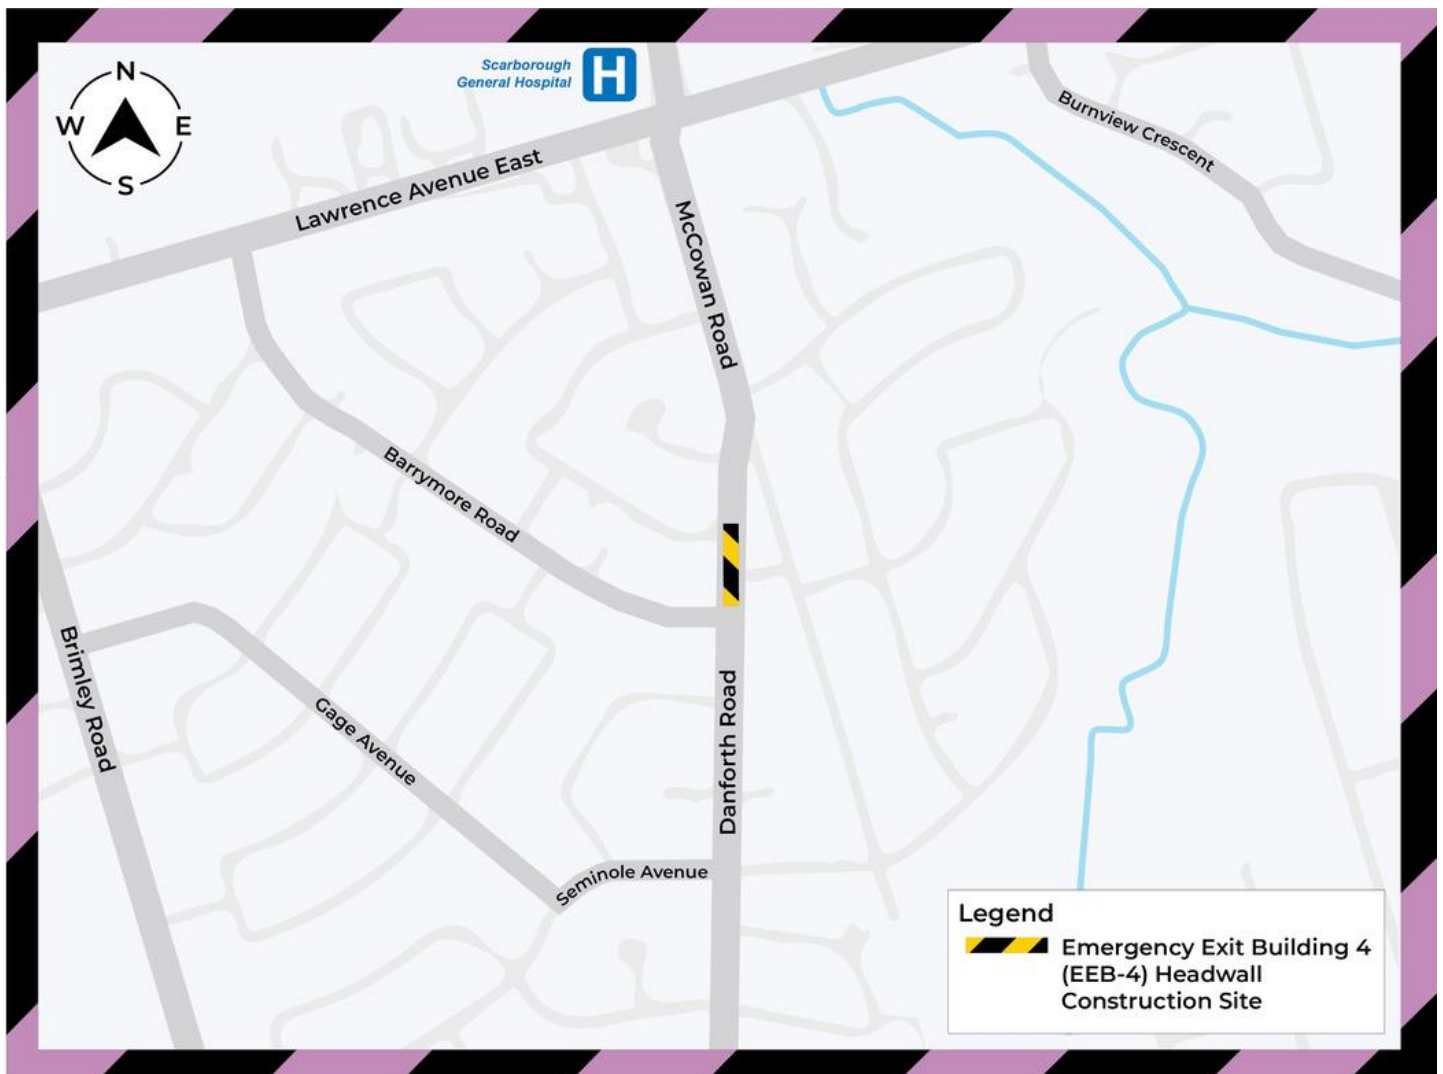 Scarborough
General Hospital
H
N
W
E
S
Lawrence Avenue East
Burnview Crescent
McCowan Road
Barrymore Road
Brimley Road
Gage Avenue
Danforth Road
Seminole Avenue
Legend
Emergency Exit Building 4
(EEB-4) Headwall
Construction Site